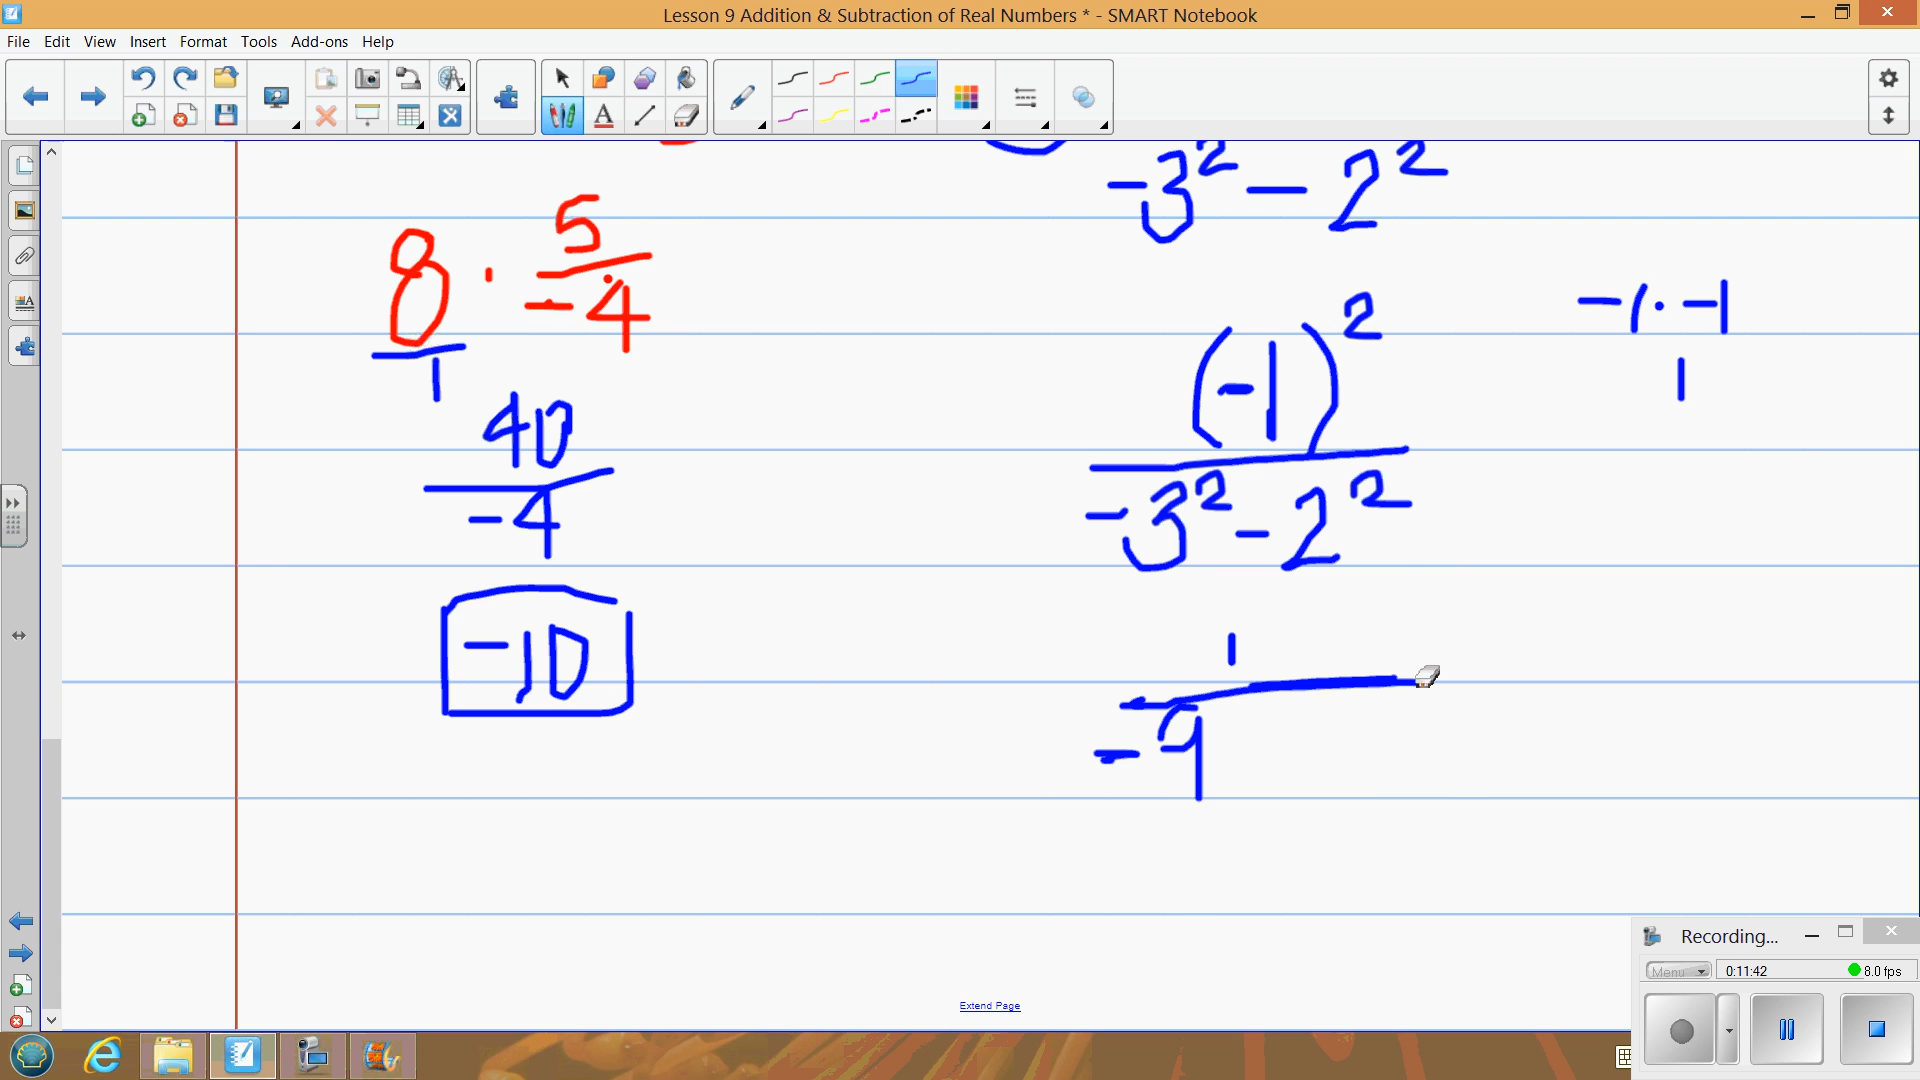 Lesson 9 Addition & Subtraction of Real Numbers * - SMART Notebook
File Edit View Insert Format Tools Add-ons Help
-3² - 2²
8/1 · 5/-4
40/-4
-10
(-1)²
-3² - 2²
-1 · -1
1
1
-9
Extend Page
Recording...
Menu 0:11:42 8.0 fps